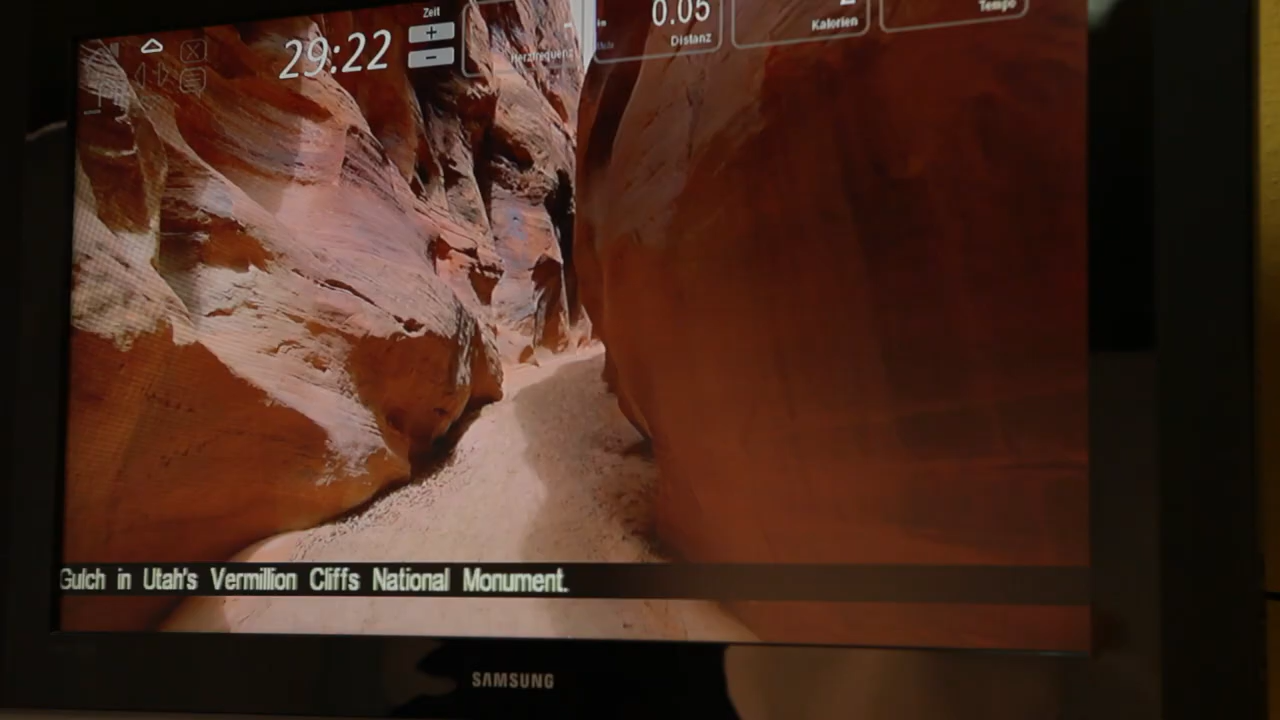 Zeit
+
29:22
-
Herzfrequenz
0.05
Distanz
Kalorien
Tempo
Gulch in Utah's Vermillion Cliffs National Monument.
SAMSUNG